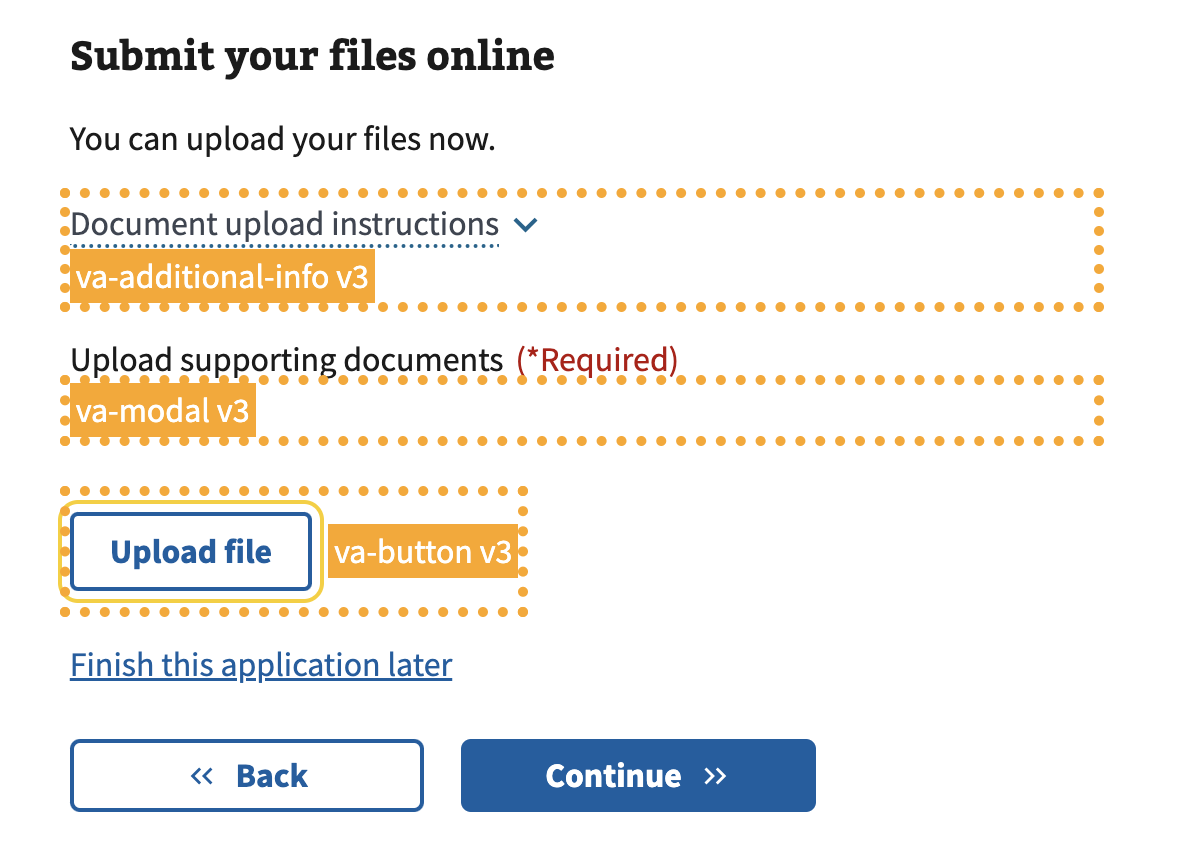 Submit your files online
You can upload your files now.
Document upload instructions
va-additional-info v3
Upload supporting documents (*Required)
va-modal v3
Upload file va-button v3
Finish this application later
« Back Continue »